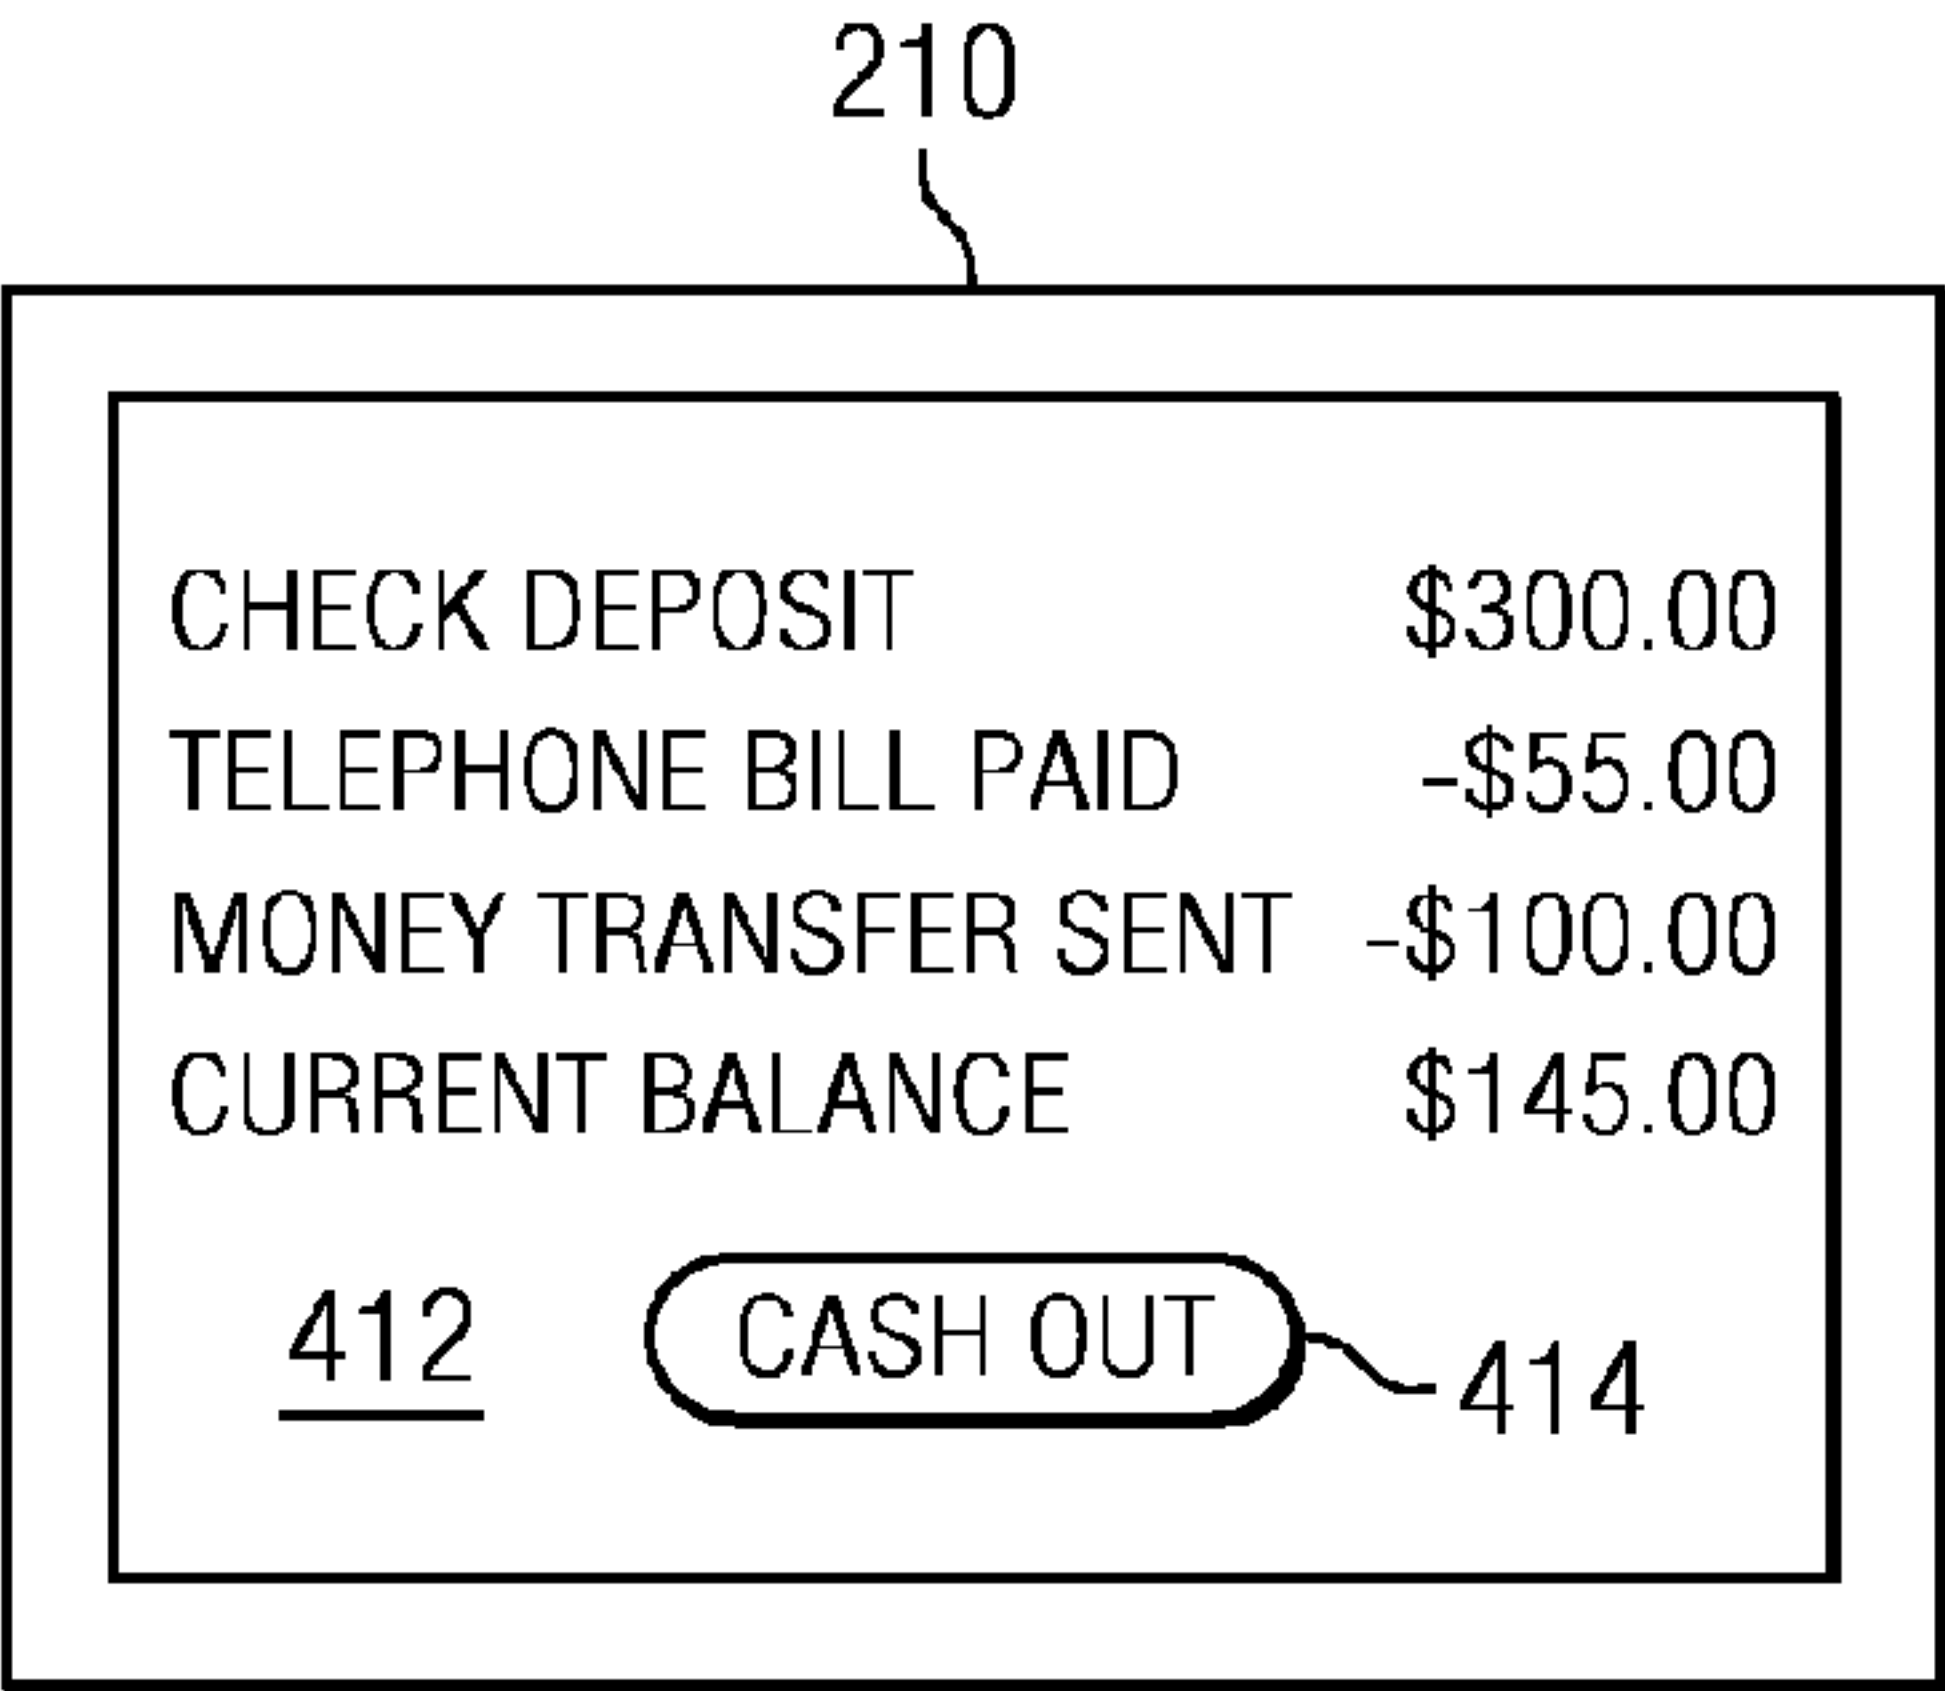 210
CHECK DEPOSIT $300.00
TELEPHONE BILL PAID -$55.00
MONEY TRANSFER SENT -$100.00
CURRENT BALANCE $145.00
412 CASH OUT 414